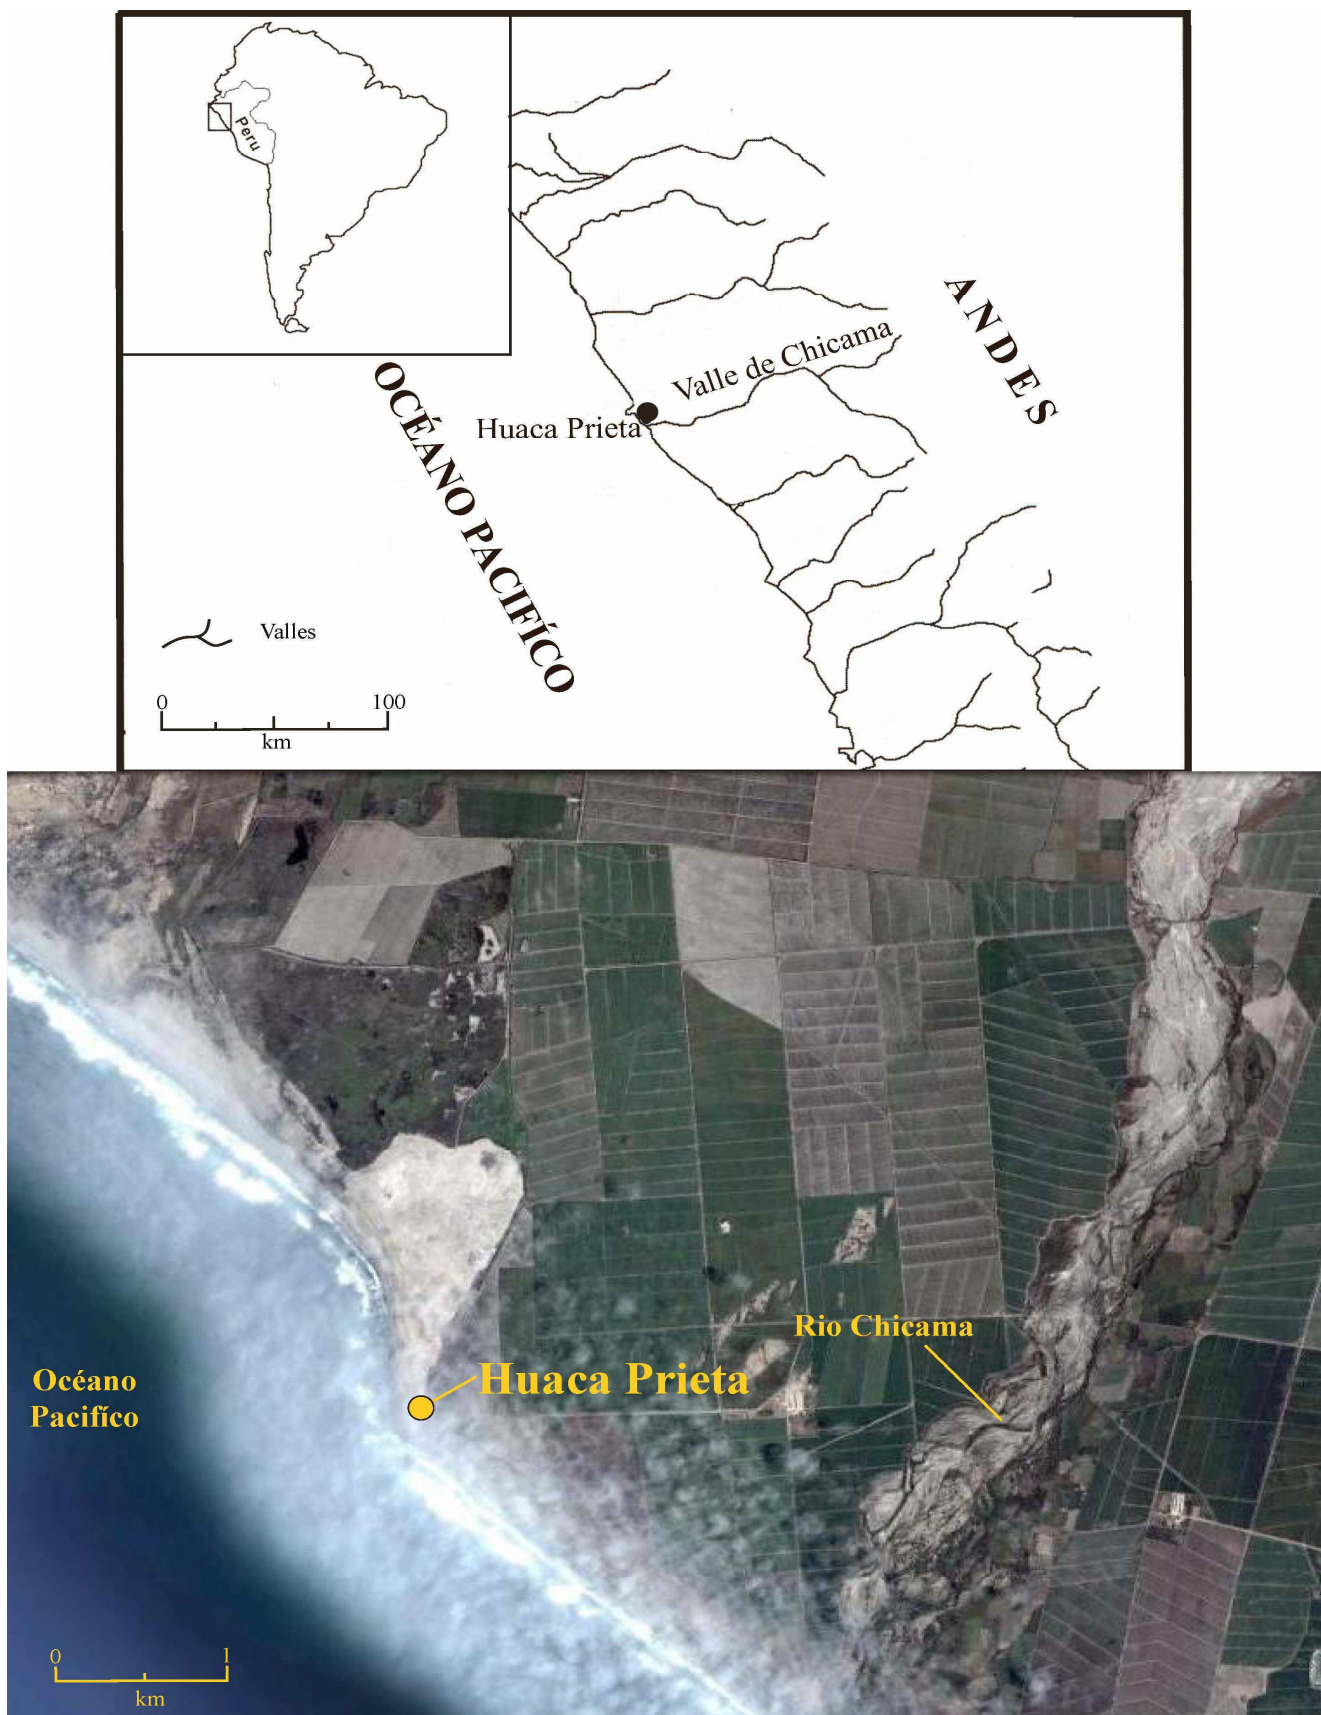 Peru
ANDES
Valle de Chicama
Huaca Prieta
OCÉANO PACIFÍCO
Valles
0 100
km
Rio Chicama
Huaca Prieta
Océano
Pacifíco
0 1
km